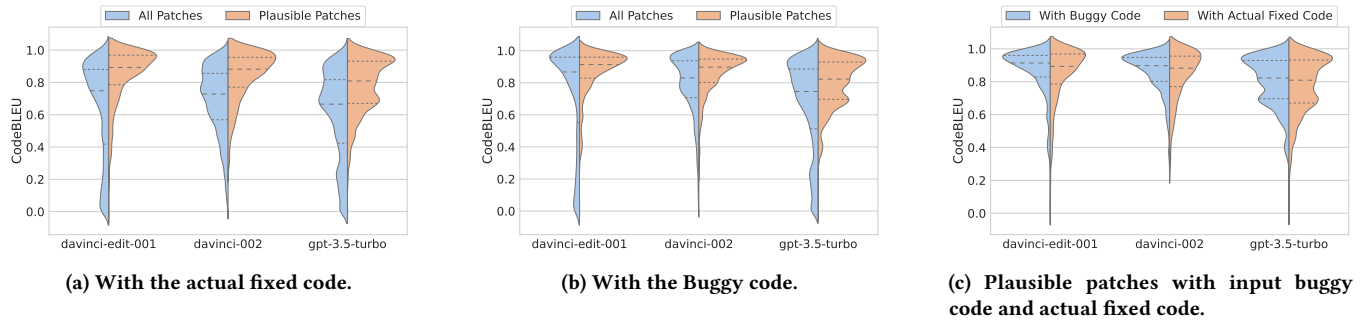 All Patches
Plausible Patches
CodeBLEU
1.0
0.8
0.6
0.4
0.2
0.0
davinci-edit-001
davinci-002
gpt-3.5-turbo
(a) With the actual fixed code.
All Patches
Plausible Patches
CodeBLEU
1.0
0.8
0.6
0.4
0.2
0.0
davinci-edit-001
davinci-002
gpt-3.5-turbo
(b) With the Buggy code.
With Buggy Code
With Actual Fixed Code
CodeBLEU
1.0
0.8
0.6
0.4
0.2
0.0
davinci-edit-001
davinci-002
gpt-3.5-turbo
(c) Plausible patches with input buggy
code and actual fixed code.